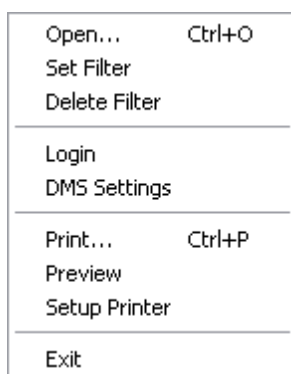 Open... Ctrl+O
Set Filter
Delete Filter
Login
DMS Settings
Print... Ctrl+P
Preview
Setup Printer
Exit